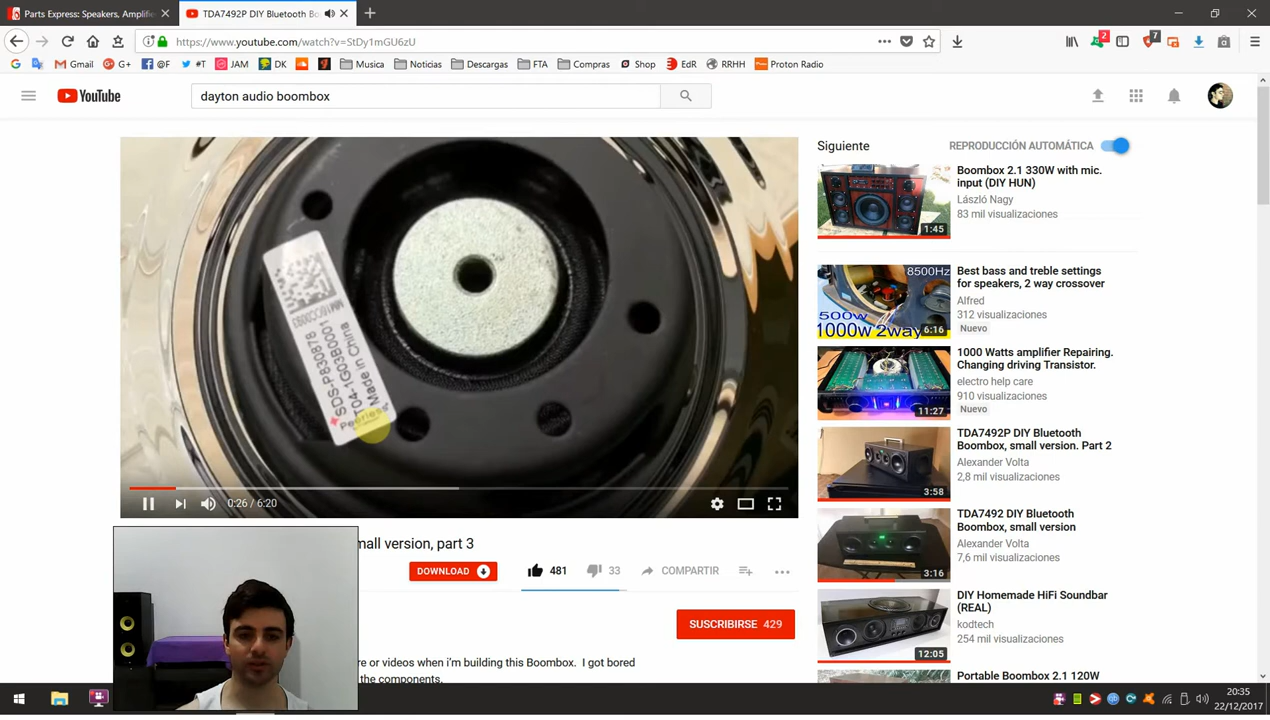 Parts Express: Speakers, Amplifie
TDA7492P DIY Bluetooth Bo
https://www.youtube.com/watch?v=StDy1mGU6zU
2
7
Gmail
G+
@F
#T
JAM
DK
Musica
Noticias
Descargas
FTA
Compras
Shop
EdR
RRHH
Proton Radio
YouTube
dayton audio boombox
SDS-P830878
Made in China
Peerless
0:26 / 6:20
mall version, part 3
DOWNLOAD
481
33
COMPARTIR
SUSCRIBIRSE 429
re or videos when i'm building this Boombox. I got bored
the components.
Siguiente
REPRODUCCIÓN AUTOMÁTICA
Boombox 2.1 330W with mic.
input (DIY HUN)
László Nagy
83 mil visualizaciones
1:45
Best bass and treble settings
for speakers, 2 way crossover
Alfred
312 visualizaciones
Nuevo
8500Hz
500w
1000w 2way
6:16
1000 Watts amplifier Repairing.
Changing driving Transistor.
electro help care
910 visualizaciones
Nuevo
11:27
TDA7492P DIY Bluetooth
Boombox, small version. Part 2
Alexander Volta
2,8 mil visualizaciones
3:58
TDA7492 DIY Bluetooth
Boombox, small version
Alexander Volta
7,6 mil visualizaciones
3:16
DIY Homemade HiFi Soundbar
(REAL)
kodtech
254 mil visualizaciones
12:05
Portable Boombox 2.1 120W
20:35
22/12/2017